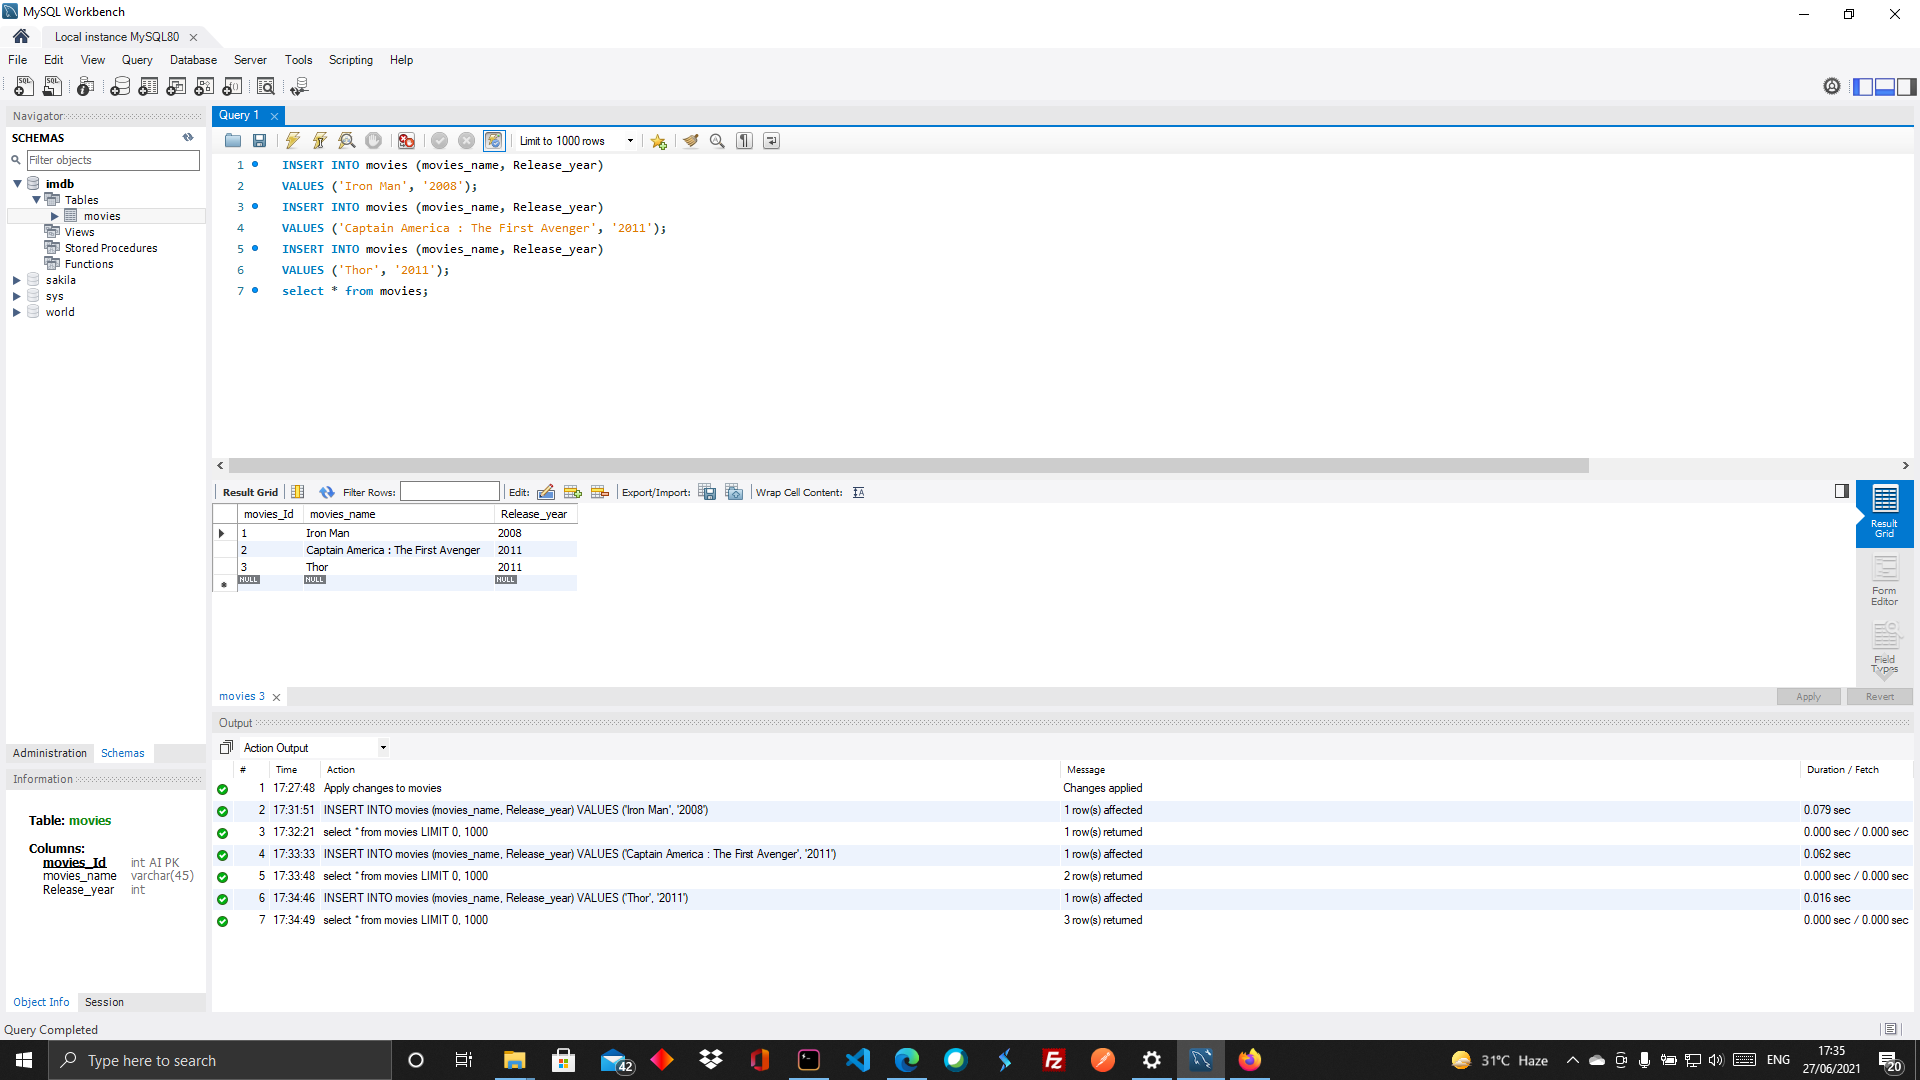 MySQL Workbench
Local instance MySQL80
File Edit View Query Database Server Tools Scripting Help
Navigator
SCHEMAS
Filter objects
imdb
Tables
movies
Views
Stored Procedures
Functions
sakila
sys
world
Administration Schemas
Information
Table: movies
Columns:
movies_Id int AI PK
movies_name varchar(45)
Release_year int
Object Info Session
Query 1
Limit to 1000 rows
1 INSERT INTO movies (movies_name, Release_year)
2 VALUES ('Iron Man', '2008');
3 INSERT INTO movies (movies_name, Release_year)
4 VALUES ('Captain America : The First Avenger', '2011');
5 INSERT INTO movies (movies_name, Release_year)
6 VALUES ('Thor', '2011');
7 select * from movies;
Result Grid Filter Rows: Edit: Export/Import: Wrap Cell Content:
movies_Id movies_name Release_year
1 Iron Man 2008
2 Captain America : The First Avenger 2011
3 Thor 2011
NULL NULL NULL
Result
Grid
Form
Editor
Field
Types
movies 3
Apply Revert
Output
Action Output
# Time Action Message Duration / Fetch
1 17:27:48 Apply changes to movies Changes applied
2 17:31:51 INSERT INTO movies (movies_name, Release_year) VALUES ('Iron Man', '2008') 1 row(s) affected 0.079 sec
3 17:32:21 select * from movies LIMIT 0, 1000 1 row(s) returned 0.000 sec / 0.000 sec
4 17:33:33 INSERT INTO movies (movies_name, Release_year) VALUES ('Captain America : The First Avenger', '2011') 1 row(s) affected 0.062 sec
5 17:33:48 select * from movies LIMIT 0, 1000 2 row(s) returned 0.000 sec / 0.000 sec
6 17:34:46 INSERT INTO movies (movies_name, Release_year) VALUES ('Thor', '2011') 1 row(s) affected 0.016 sec
7 17:34:49 select * from movies LIMIT 0, 1000 3 row(s) returned 0.000 sec / 0.000 sec
Query Completed
Type here to search
42
Fz
31°C Haze
ENG
17:35
27/06/2021
20